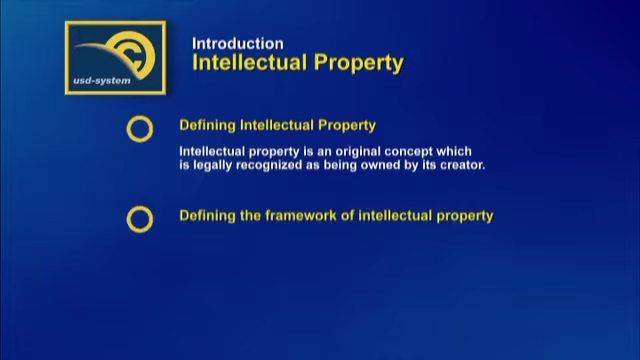 usd-system
Introduction
Intellectual Property
Defining Intellectual Property
Intellectual property is an original concept which
is legally recognized as being owned by its creator.
Defining the framework of intellectual property